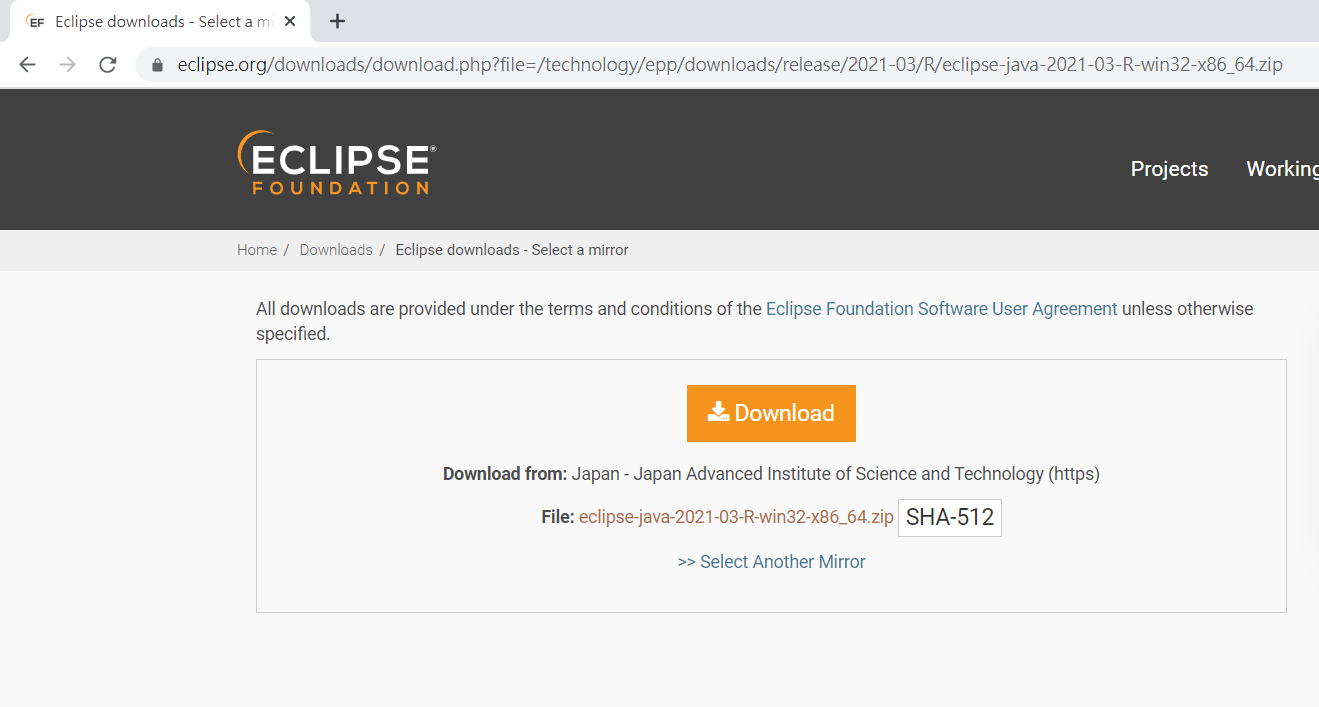 EF Eclipse downloads - Select a mi
eclipse.org/downloads/download.php?file=/technology/epp/downloads/release/2021-03/R/eclipse-java-2021-03-R-win32-x86_64.zip
ECLIPSE®
FOUNDATION
Projects Working
Home / Downloads / Eclipse downloads - Select a mirror
All downloads are provided under the terms and conditions of the Eclipse Foundation Software User Agreement unless otherwise
specified.
Download
Download from: Japan - Japan Advanced Institute of Science and Technology (https)
File: eclipse-java-2021-03-R-win32-x86_64.zip SHA-512
>> Select Another Mirror